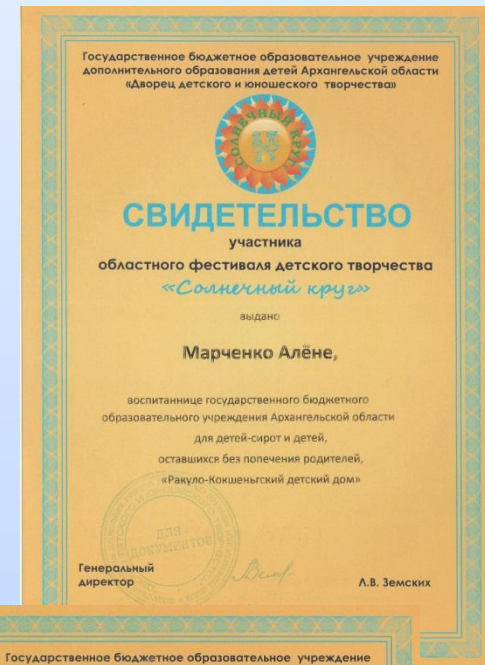 Государственное бюджетное образовательное учреждение
дополнительного образования детей Архангельской области
«Дворец детского и юношеского творчества»
СОЛНЕЧНЫЙ КРУГ
СВИДЕТЕЛЬСТВО
участника
областного фестиваля детского творчества
«Солнечный круг»
выдано
Марченко Алёне,
воспитаннице государственного бюджетного
образовательного учреждения Архангельской области
для детей-сирот и детей,
оставшихся без попечения родителей,
«Ракуло-Кокшеньгский детский дом»
ДЛЯ
ДОКУМЕНТОВ
Генеральный
директор
Л.В. Земских
Государственное бюджетное образовательное учреждение